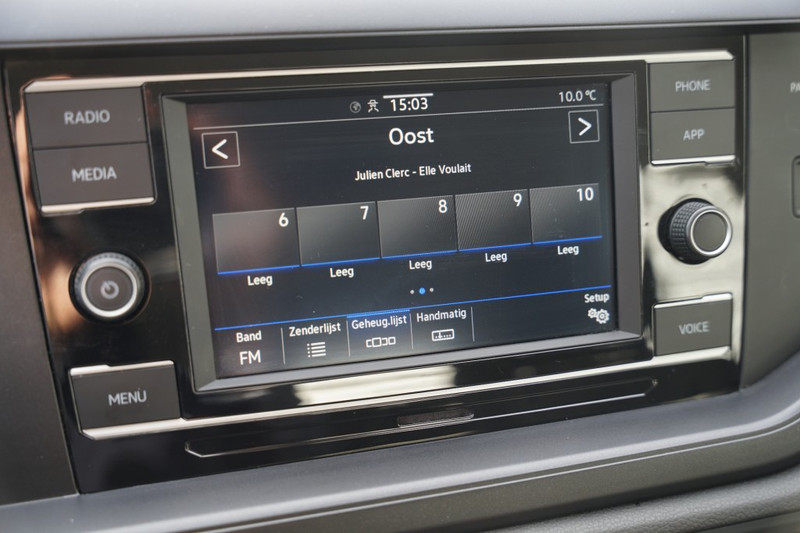 RADIO
MEDIA
MENU
15:03
10.0 °C
<
Oost
>
Julien Clerc - Elle Voulait
6 7 8 9 10
Leeg Leeg Leeg Leeg Leeg
Band
FM
Zenderlijst
Geheug.lijst
Handmatig
Setup
PHONE
APP
VOICE
PA